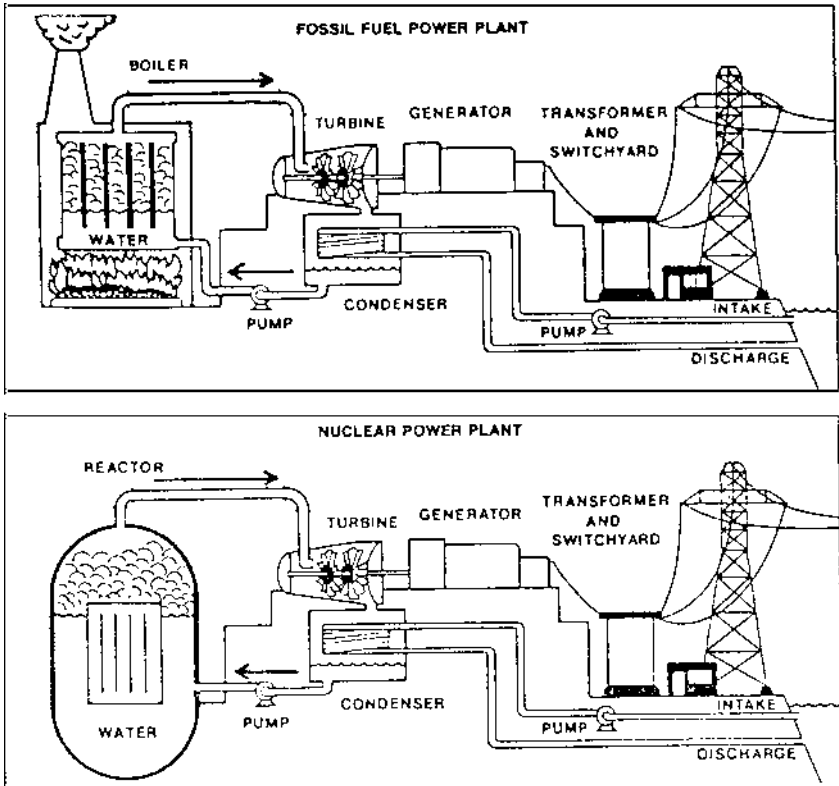 FOSSIL FUEL POWER PLANT
BOILER
TURBINE
GENERATOR
TRANSFORMER
AND
SWITCHYARD
WATER
PUMP
CONDENSER
PUMP
INTAKE
DISCHARGE
NUCLEAR POWER PLANT
REACTOR
TURBINE
GENERATOR
TRANSFORMER
AND
SWITCHYARD
WATER
PUMP
CONDENSER
PUMP
INTAKE
DISCHARGE